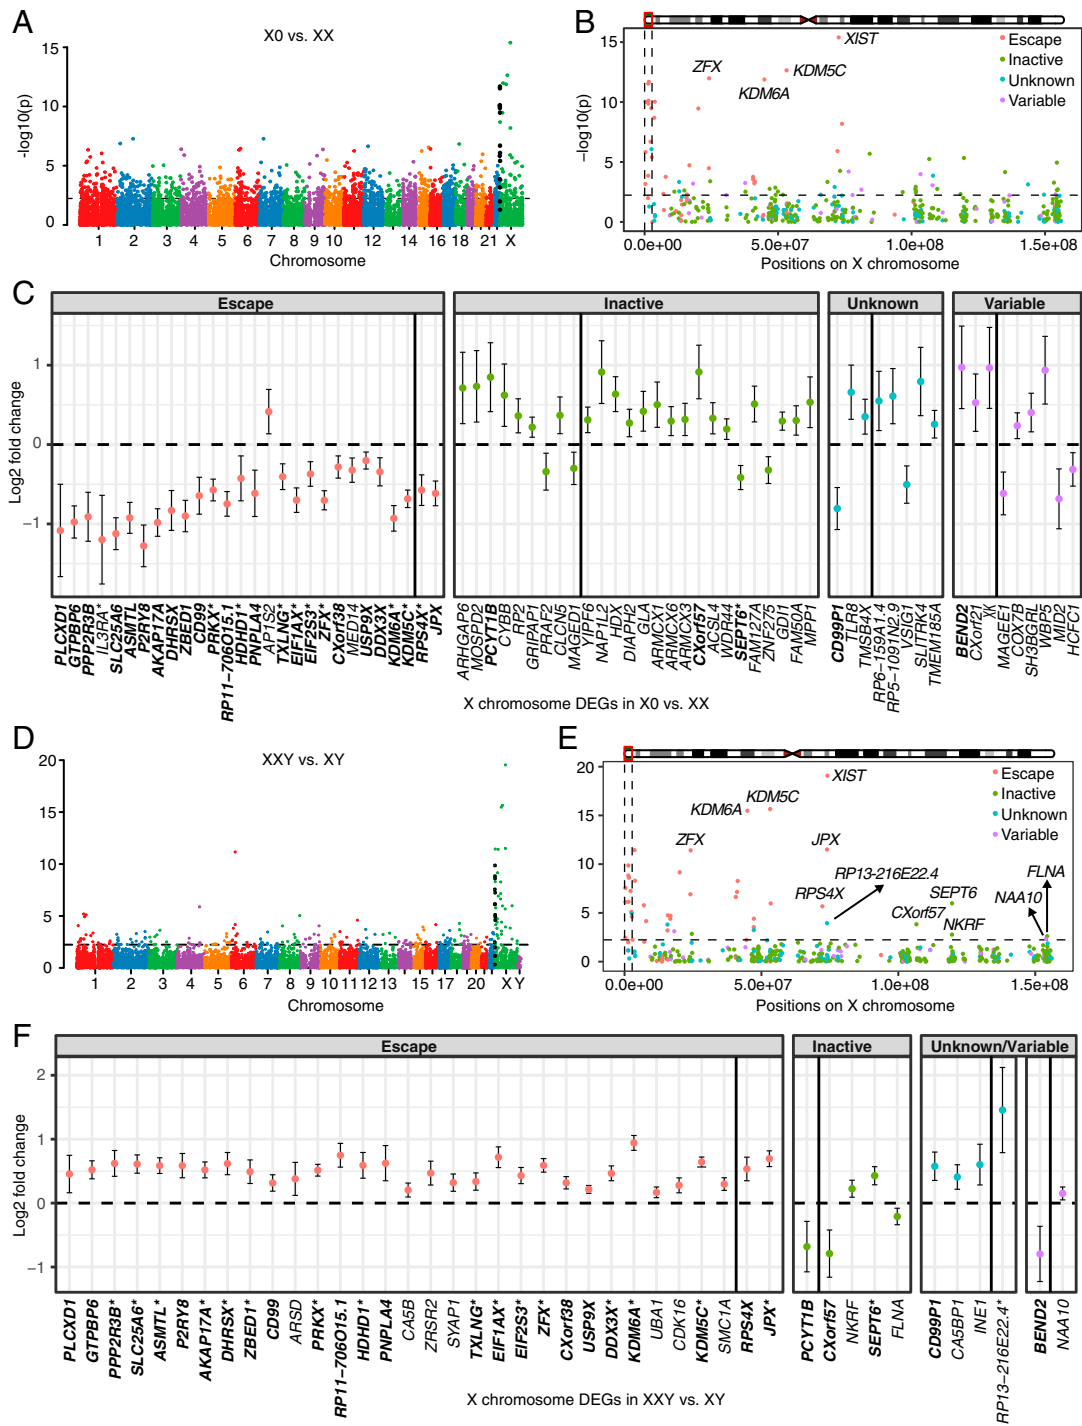 A
X0 vs. XX
-log10(p)
15
10
5
0
1 2 3 4 5 6 7 8 9 10 12 14 16 18 21 X
Chromosome
B
−log10(p)
15
10
5
0
XIST
ZFX
KDM5C
KDM6A
Escape
Inactive
Unknown
Variable
0.0e+00 5.0e+07 1.0e+08 1.5e+08
Positions on X chromosome
C
Escape Inactive Unknown Variable
Log2 fold change
1
0
−1
PLCXD1
GTPBP6
PPP2R3B
IL3RA*
SLC25A6
ASMTL
P2RY8
AKAP17A
DHRSX
ZBED1
CD99
PRKX*
RP11−706O15.1
HDHD1*
PNPLA4
AP1S2
TXLNG*
EIF1AX*
EIF2S3*
ZFX*
CXorf38
MED14
USP9X
DDX3X
KDM6A*
KDM5C*
RPS4X*
JPX
ARHGAP6
MOSPD2
PCYT1B
CYBB
SYTL5
GRIPAP1
PRAF2
CLCN5
MAGED1
YIPF6
NAP1L2
HDX
DIAPH2
GLA
ARMCX1
ARMCX6
ARMCX3
ACSL4
WDR44
CXorf57
SEPT6*
FAM127A
ZNF275
GDI1
FAM50A
MPP1
CD99P1
TLR8
TMSB4X
RP6−159A1.4
RP5−1091N2.9
VSIG1
SLITRK4
TMEM185A
BEND2
CXorf21
XK
MAGEE1
COX7B
SH3BGRL
WBP5
MID2
HCFC1
X chromosome DEGs in X0 vs. XX
D
XXY vs. XY
20
15
10
5
0
1 2 3 4 5 6 7 8 9 10 11 12 13 15 17 20 X Y
Chromosome
E
20
15
10
5
0
XIST
KDM6A
KDM5C
ZFX
JPX
RP13-216E22.4
RPS4X
SEPT6
CXorf57
NKRF
NAA10
FLNA
Escape
Inactive
Unknown
Variable
0.0e+00 5.0e+07 1.0e+08 1.5e+08
Positions on X chromosome
F
Escape Inactive Unknown/Variable
Log2 fold change
2
1
0
−1
PLCXD1
GTPBP6
PPP2R3B*
SLC25A6*
ASMTL*
P2RY8
AKAP17A*
DHRSX*
ZBED1*
CD99
ARSD
PRKX*
RP11−706O15.1
HDHD1*
PNPLA4
CA5B
ZRSR2
SYAP1
TXLNG*
EIF1AX*
EIF2S3*
ZFX*
CXorf38
USP9X
DDX3X*
KDM6A*
UBA1
CDK16
KDM5C*
SMC1A
RPS4X
JPX*
PCYT1B
CXorf57
NKRF
SEPT6*
FLNA
CD99P1
CA5BP1
INE1
RP13−216E22.4*
BEND2
NAA10
X chromosome DEGs in XXY vs. XY